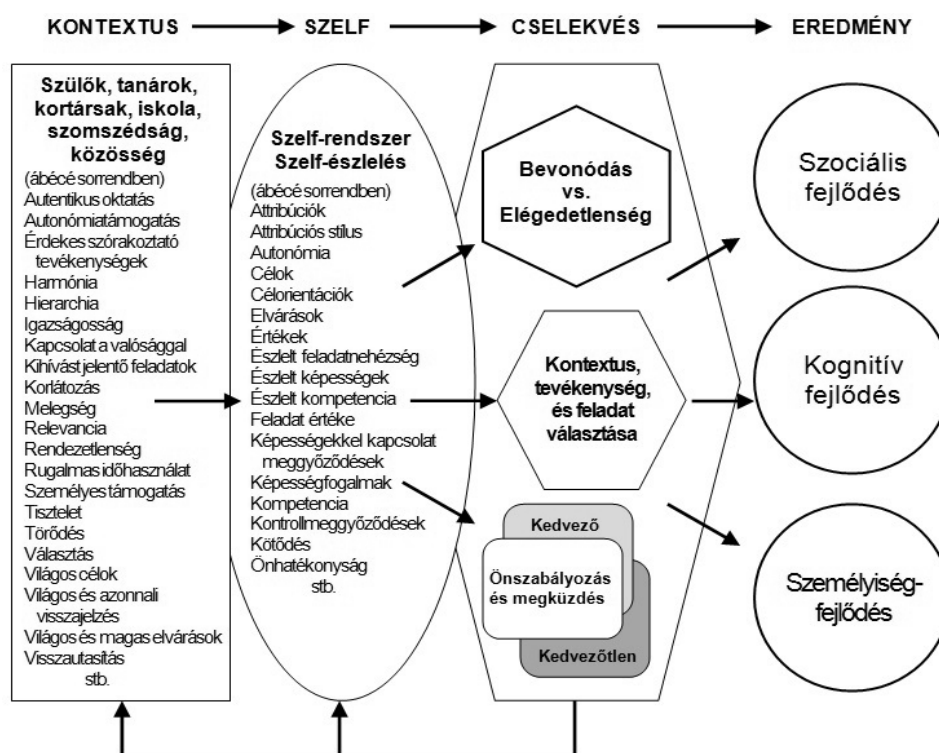 KONTEXTUS
SZELF
CSELEKVÉS
EREDMÉNY
Szülők, tanárok,
kortársak, iskola,
szomszédság,
közösség
(ábécé sorrendben)
Autentikus oktatás
Autonómiatámogatás
Érdekes szórakoztató
tevékenységek
Harmónia
Hierarchia
Igazságosság
Kapcsolat a valósággal
Kihívást jelentő feladatok
Korlátozás
Melegség
Relevancia
Rendezetlenség
Rugalmas időhasználat
Személyes támogatás
Tisztelet
Törődés
Választás
Világos célok
Világos és azonnali
visszajelzés
Világos és magas elvárások
Visszautasítás
stb.
Szelf-rendszer
Szelf-észlelés
(ábécé sorrendben)
Attribúciók
Attribúciós stílus
Autonómia
Célok
Célorientációk
Elvárások
Értékek
Észlelt feladatnehézség
Észlelt képességek
Észlelt kompetencia
Feladat értéke
Képességekkel kapcsolat
meggyőződések
Képességfogalmak
Kompetencia
Kontrollmeggyőződések
Kötődés
Önhatékonyság
stb.
Bevonódás
vs.
Elégedetlenség
Kontextus,
tevékenység,
és feladat
választása
Kedvező
Önszabályozás
és megküzdés
Kedvezőtlen
Szociális
fejlődés
Kognitív
fejlődés
Személyiség-
fejlődés